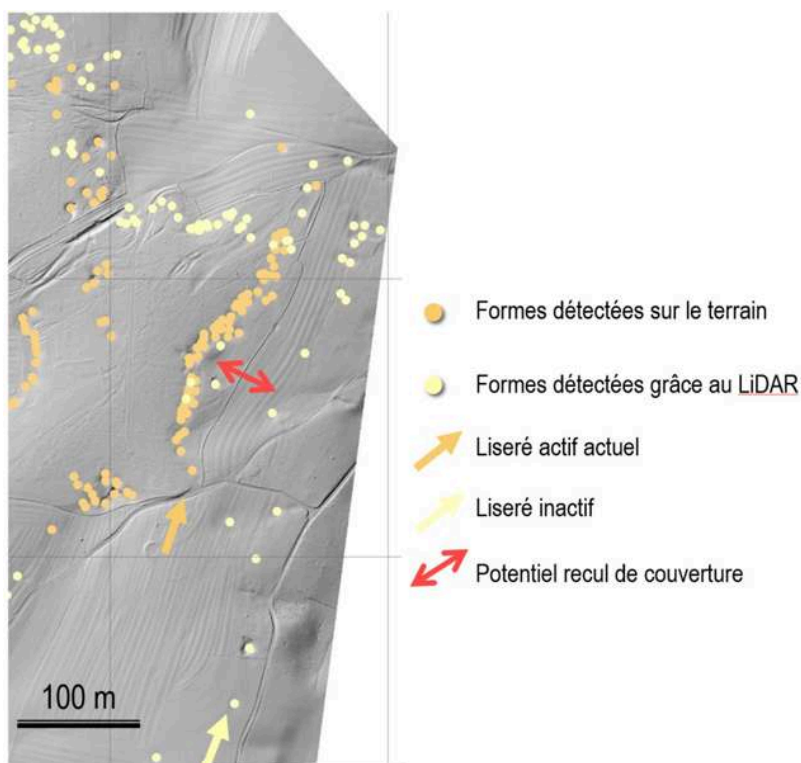 Formes détectées sur le terrain
Formes détectées grâce au LiDAR
Liseré actif actuel
Liseré inactif
Potentiel recul de couverture
100 m